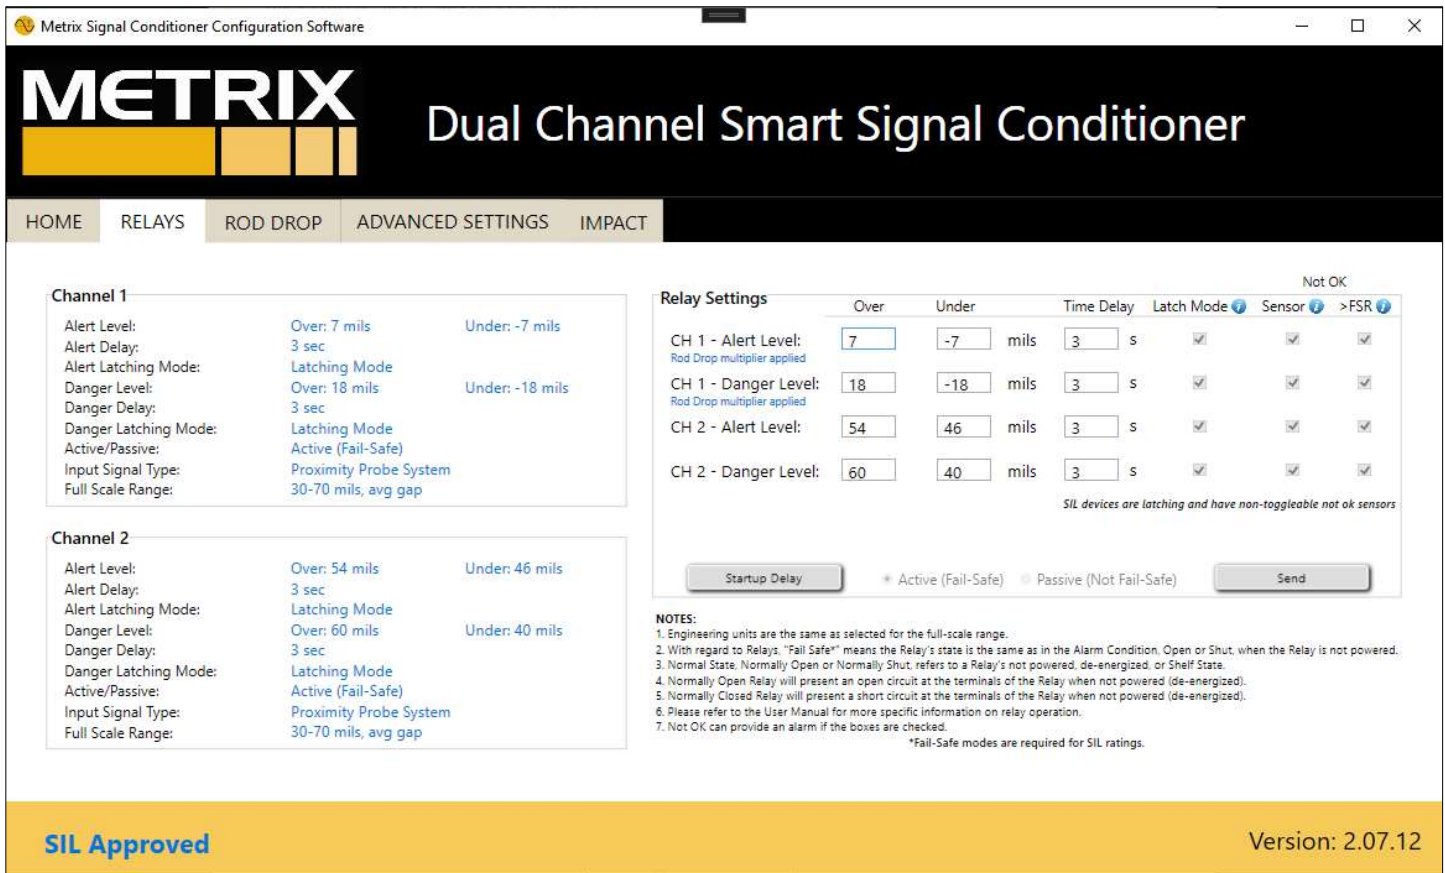 Metrix Signal Conditioner Configuration Software
METRIX
Dual Channel Smart Signal Conditioner
HOME RELAYS ROD DROP ADVANCED SETTINGS IMPACT
Channel 1
Alert Level: Over: 7 mils Under: -7 mils
Alert Delay: 3 sec
Alert Latching Mode: Latching Mode
Danger Level: Over: 18 mils Under: -18 mils
Danger Delay: 3 sec
Danger Latching Mode: Latching Mode
Active/Passive: Active (Fail-Safe)
Input Signal Type: Proximity Probe System
Full Scale Range: 30-70 mils, avg gap
Channel 2
Alert Level: Over: 54 mils Under: 46 mils
Alert Delay: 3 sec
Alert Latching Mode: Latching Mode
Danger Level: Over: 60 mils Under: 40 mils
Danger Delay: 3 sec
Danger Latching Mode: Latching Mode
Active/Passive: Active (Fail-Safe)
Input Signal Type: Proximity Probe System
Full Scale Range: 30-70 mils, avg gap
Not OK
Relay Settings Over Under Time Delay Latch Mode Sensor >FSR
CH 1 - Alert Level: 7 -7 mils 3 s
Rod Drop multiplier applied
CH 1 - Danger Level: 18 -18 mils 3 s
Rod Drop multiplier applied
CH 2 - Alert Level: 54 46 mils 3 s
CH 2 - Danger Level: 60 40 mils 3 s
SIL devices are latching and have non-toggleable not ok sensors
Startup Delay Active (Fail-Safe) Passive (Not Fail-Safe) Send
NOTES:
1. Engineering units are the same as selected for the full-scale range.
2. With regard to Relays, "Fail Safe*" means the Relay's state is the same as in the Alarm Condition, Open or Shut, when the Relay is not powered.
3. Normal State, Normally Open or Normally Shut, refers to a Relay's not powered, de-energized, or Shelf State.
4. Normally Open Relay will present an open circuit at the terminals of the Relay when not powered (de-energized).
5. Normally Closed Relay will present a short circuit at the terminals of the Relay when not powered (de-energized).
6. Please refer to the User Manual for more specific information on relay operation.
7. Not OK can provide an alarm if the boxes are checked.
*Fail-Safe modes are required for SIL ratings.
SIL Approved
Version: 2.07.12